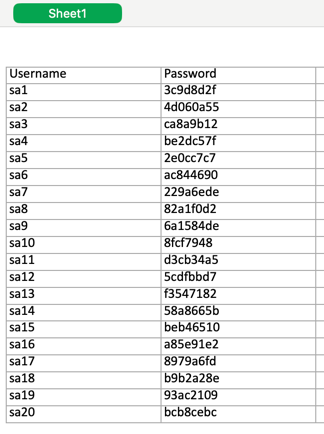 Sheet1
Username Password
sa1 3c9d8d2f
sa2 4d060a55
sa3 ca8a9b12
sa4 be2dc57f
sa5 2e0cc7c7
sa6 ac844690
sa7 229a6ede
sa8 82a1f0d2
sa9 6a1584de
sa10 8fcf7948
sa11 d3cb34a5
sa12 5cdfbbd7
sa13 f3547182
sa14 58a8665b
sa15 beb46510
sa16 a85e91e2
sa17 8979a6fd
sa18 b9b2a28e
sa19 93ac2109
sa20 bcb8cebc